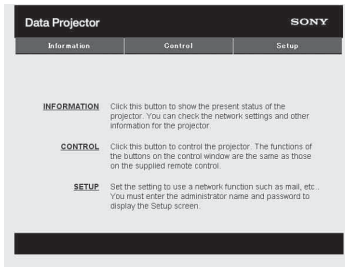 Data Projector SONY
Information Control Setup
INFORMATION Click this button to show the present status of the
projector. You can check the network settings and other
information for the projector.
CONTROL Click this button to control the projector. The functions of
the buttons on the control window are the same as those
on the supplied remote control.
SETUP Set the setting to use a network function such as mail, etc..
You must enter the administrator name and password to
display the Setup screen.